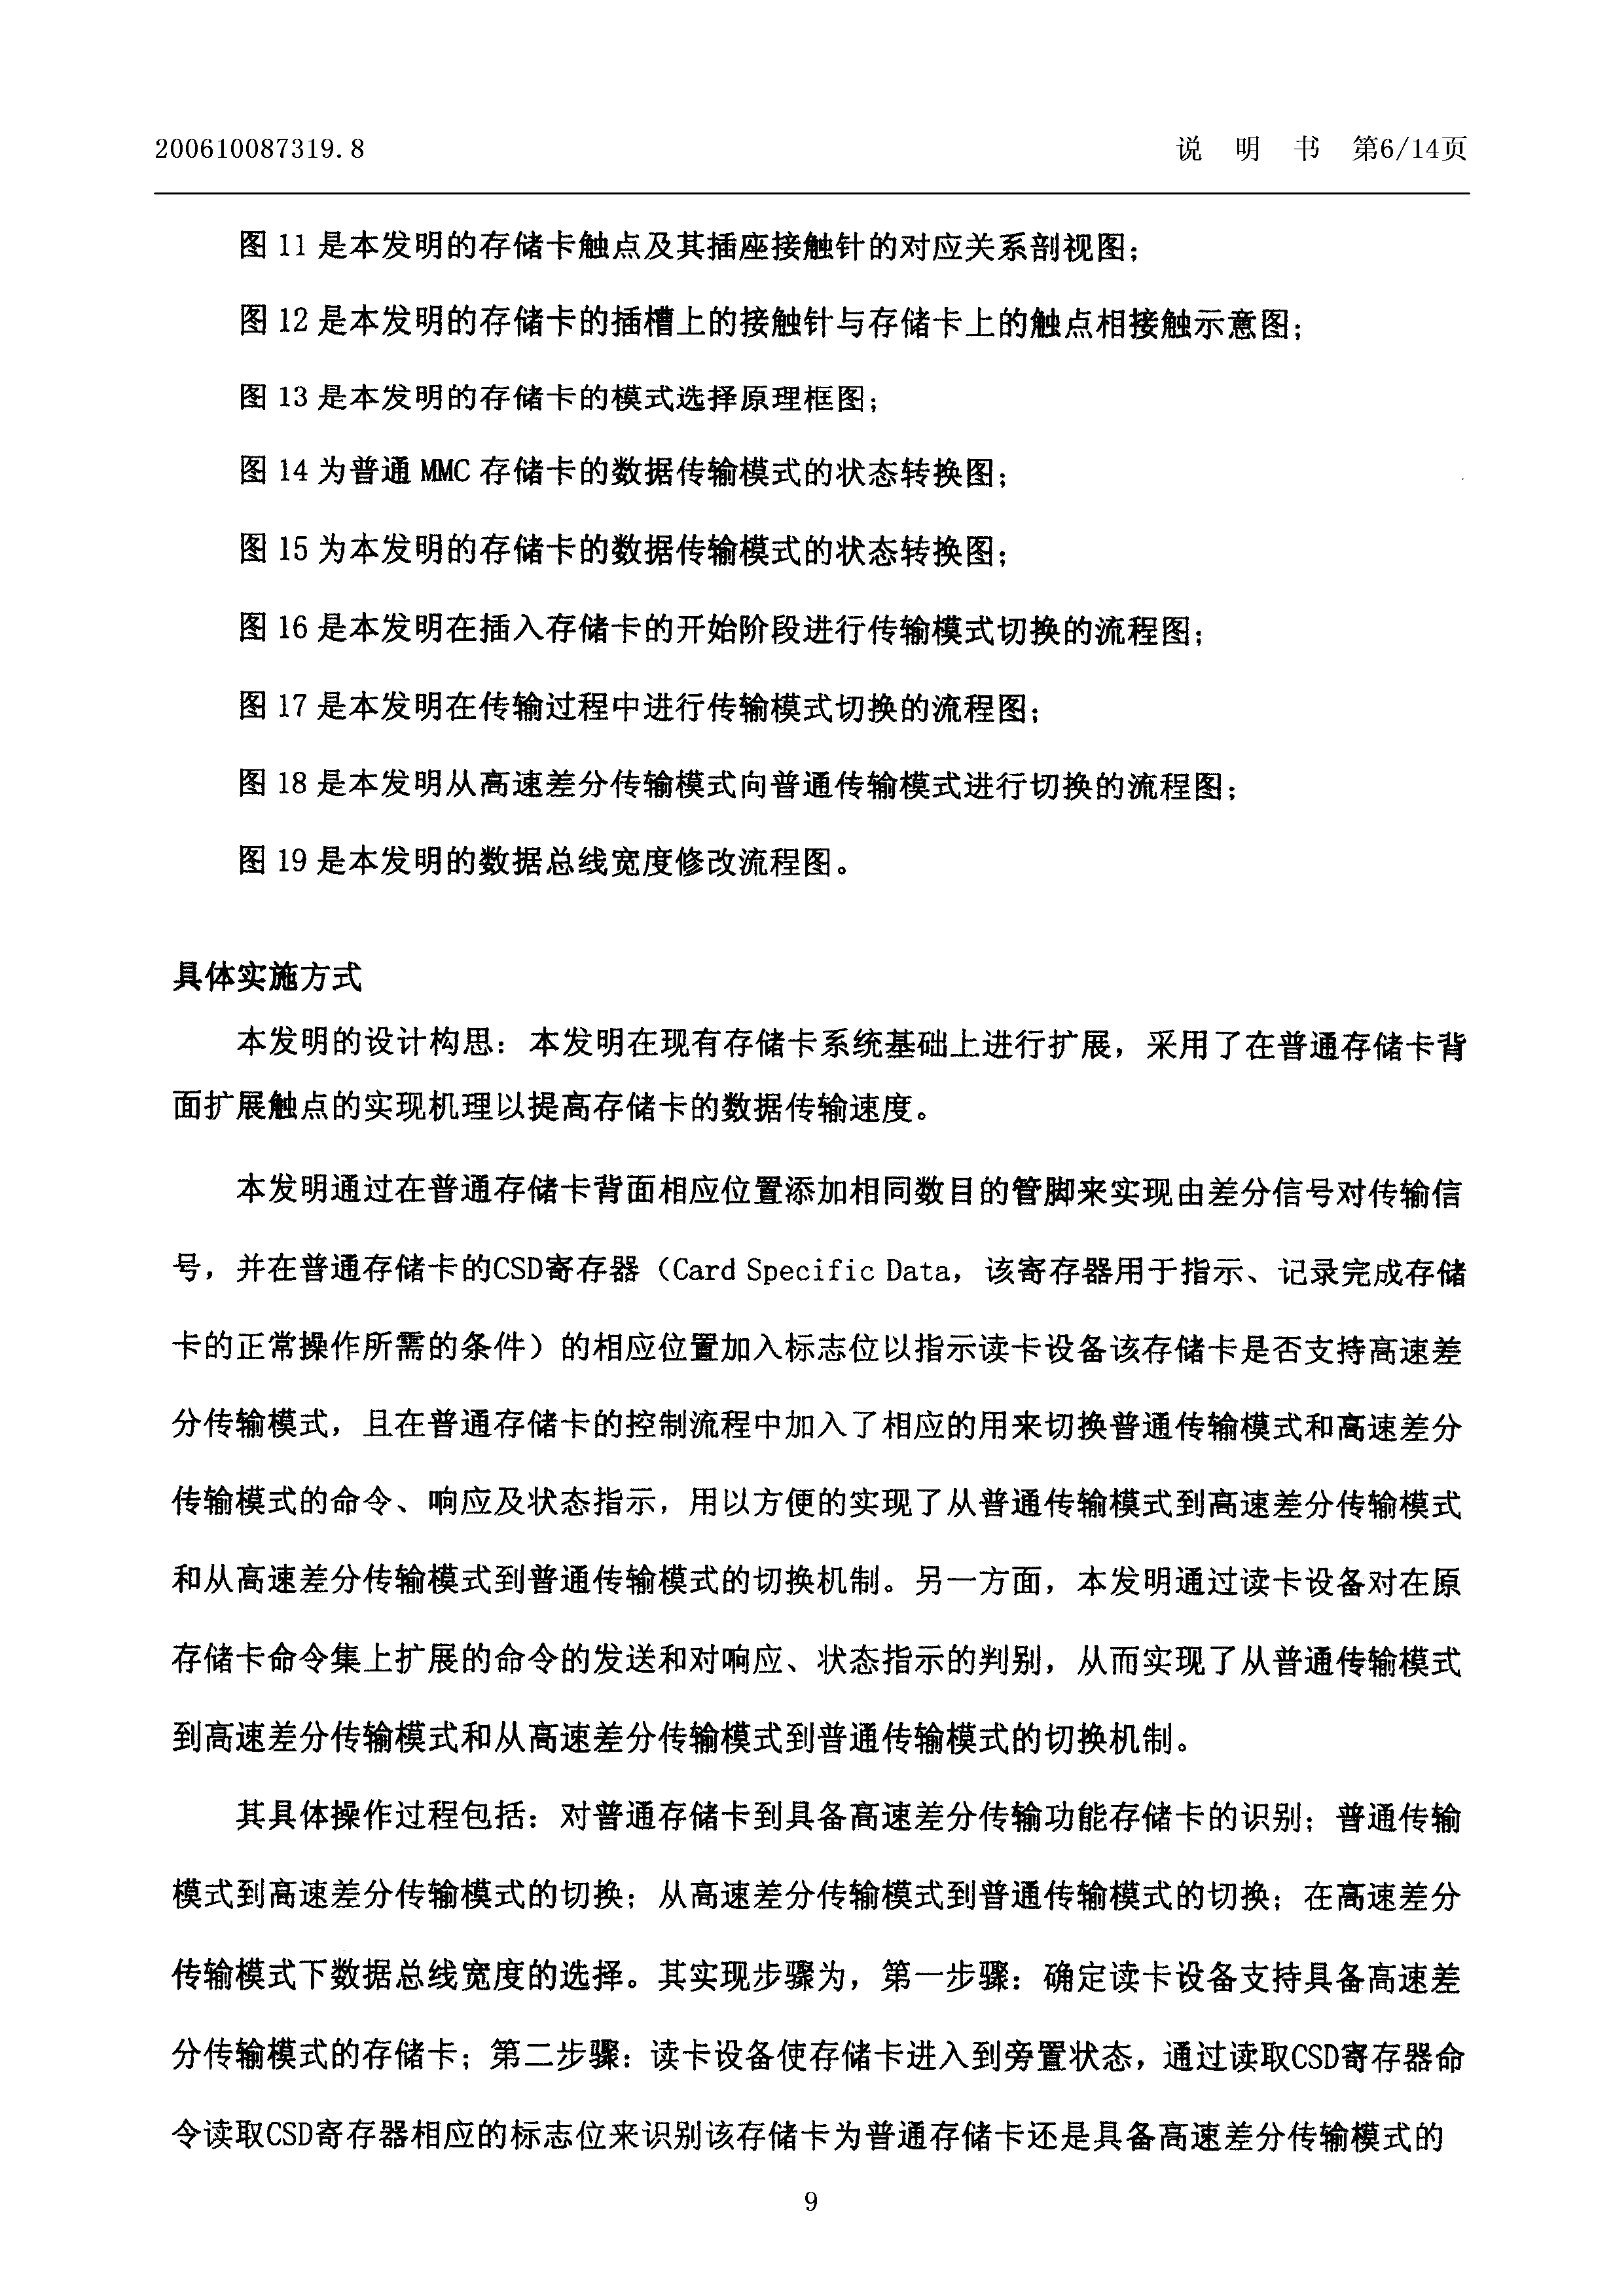 200610087319.8 说 明 书 第6/14页
图 11 是本发明的存储卡触点及其插座接触针的对应关系剖视图；
图 12 是本发明的存储卡的插槽上的接触针与存储卡上的触点相接触示意图；
图 13 是本发明的存储卡的模式选择原理框图；
图 14 为普通 MMC 存储卡的数据传输模式的状态转换图；
图 15 为本发明的存储卡的数据传输模式的状态转换图；
图 16 是本发明在插入存储卡的开始阶段进行传输模式切换的流程图；
图 17 是本发明在传输过程中进行传输模式切换的流程图；
图 18 是本发明从高速差分传输模式向普通传输模式进行切换的流程图；
图 19 是本发明的数据总线宽度修改流程图。
具体实施方式
本发明的设计构思：本发明在现有存储卡系统基础上进行扩展，采用了在普通存储卡背
面扩展触点的实现机理以提高存储卡的数据传输速度。
本发明通过在普通存储卡背面相应位置添加相同数目的管脚来实现由差分信号对传输信
号，并在普通存储卡的CSD寄存器（Card Specific Data，该寄存器用于指示、记录完成存储
卡的正常操作所需的条件）的相应位置加入标志位以指示读卡设备该存储卡是否支持高速差
分传输模式，且在普通存储卡的控制流程中加入了相应的用来切换普通传输模式和高速差分
传输模式的命令、响应及状态指示，用以方便的实现了从普通传输模式到高速差分传输模式
和从高速差分传输模式到普通传输模式的切换机制。另一方面，本发明通过读卡设备对在原
存储卡命令集上扩展的命令的发送和对响应、状态指示的判别，从而实现了从普通传输模式
到高速差分传输模式和从高速差分传输模式到普通传输模式的切换机制。
其具体操作过程包括：对普通存储卡到具备高速差分传输功能存储卡的识别；普通传输
模式到高速差分传输模式的切换；从高速差分传输模式到普通传输模式的切换；在高速差分
传输模式下数据总线宽度的选择。其实现步骤为，第一步骤：确定读卡设备支持具备高速差
分传输模式的存储卡；第二步骤：读卡设备使存储卡进入到旁置状态，通过读取CSD寄存器命
令读取CSD寄存器相应的标志位来识别该存储卡为普通存储卡还是具备高速差分传输模式的
9